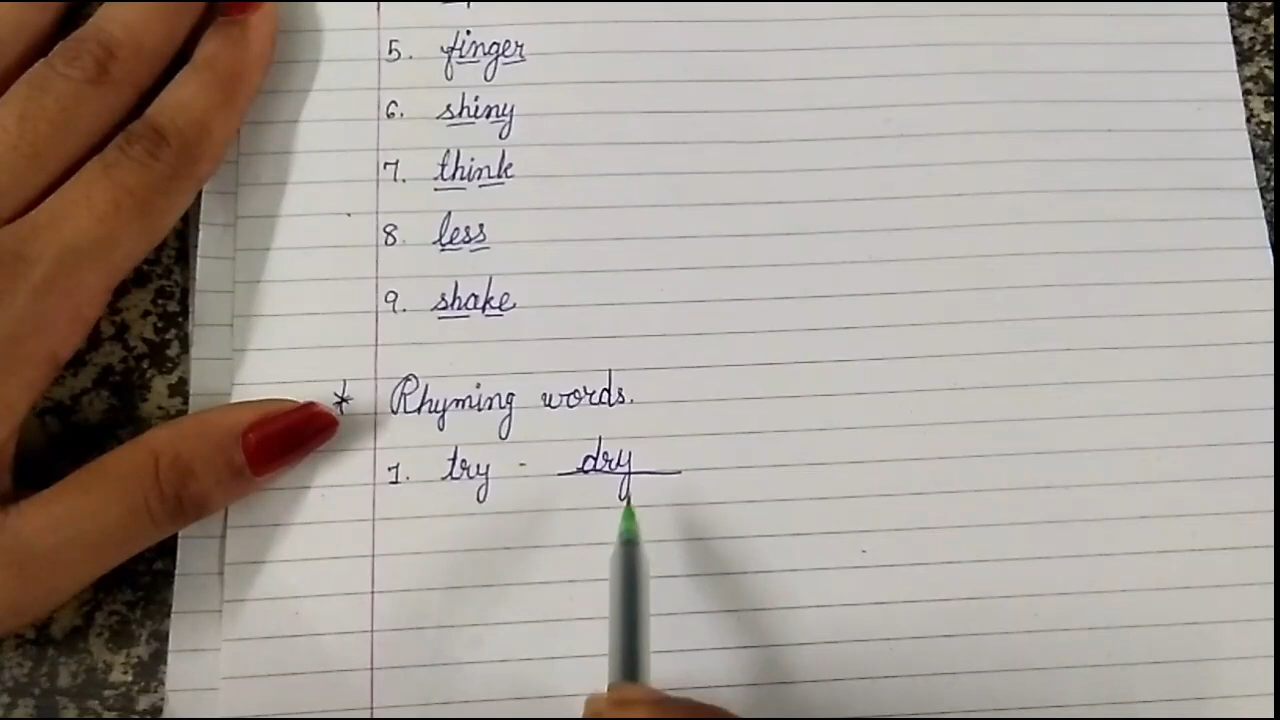 5. finger
6. shiny
7. think
8. less
9. shake
* Rhyming words.
1. try - dry